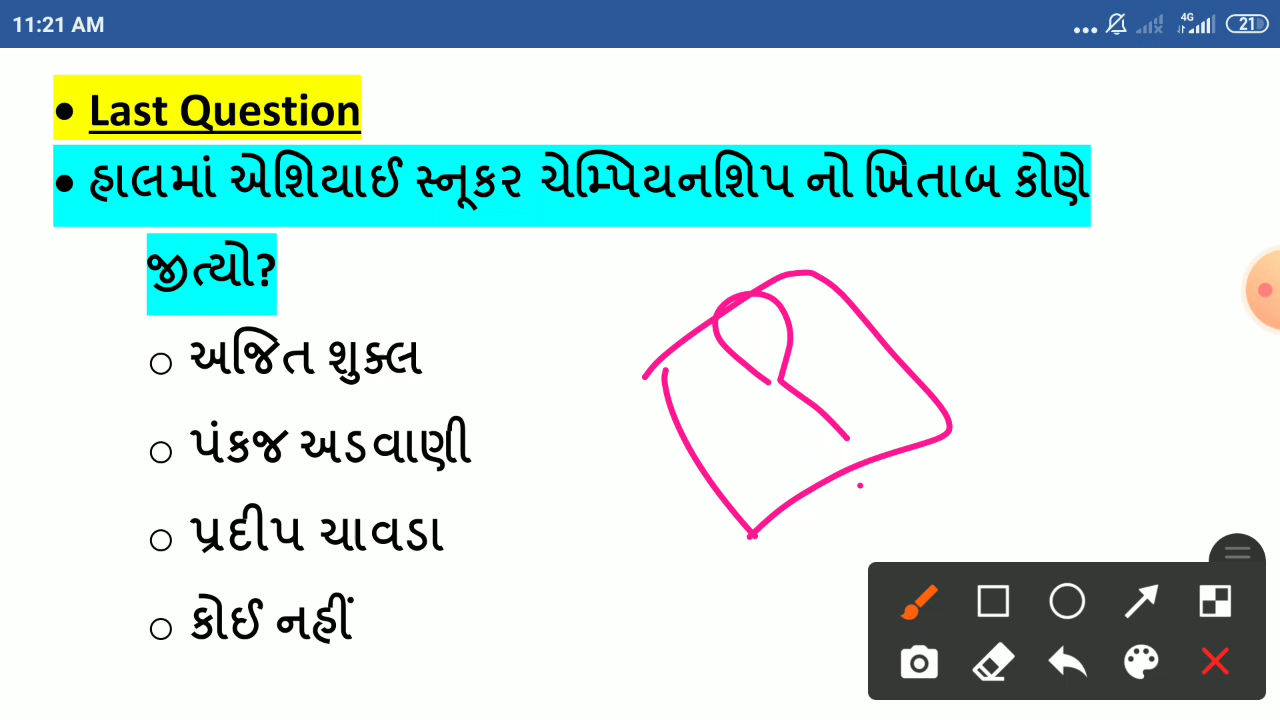 11:21 AM
4G
21
• Last Question
• હાલમાં એશિયાઈ સ્નૂકર ચેમ્પિયનશિપ નો ખિતાબ કોણે
જીત્યો?
○ અજિત શુક્લ
○ પંકજ અડવાણી
○ પ્રદીપ ચાવડા
○ કોઈ નહીં